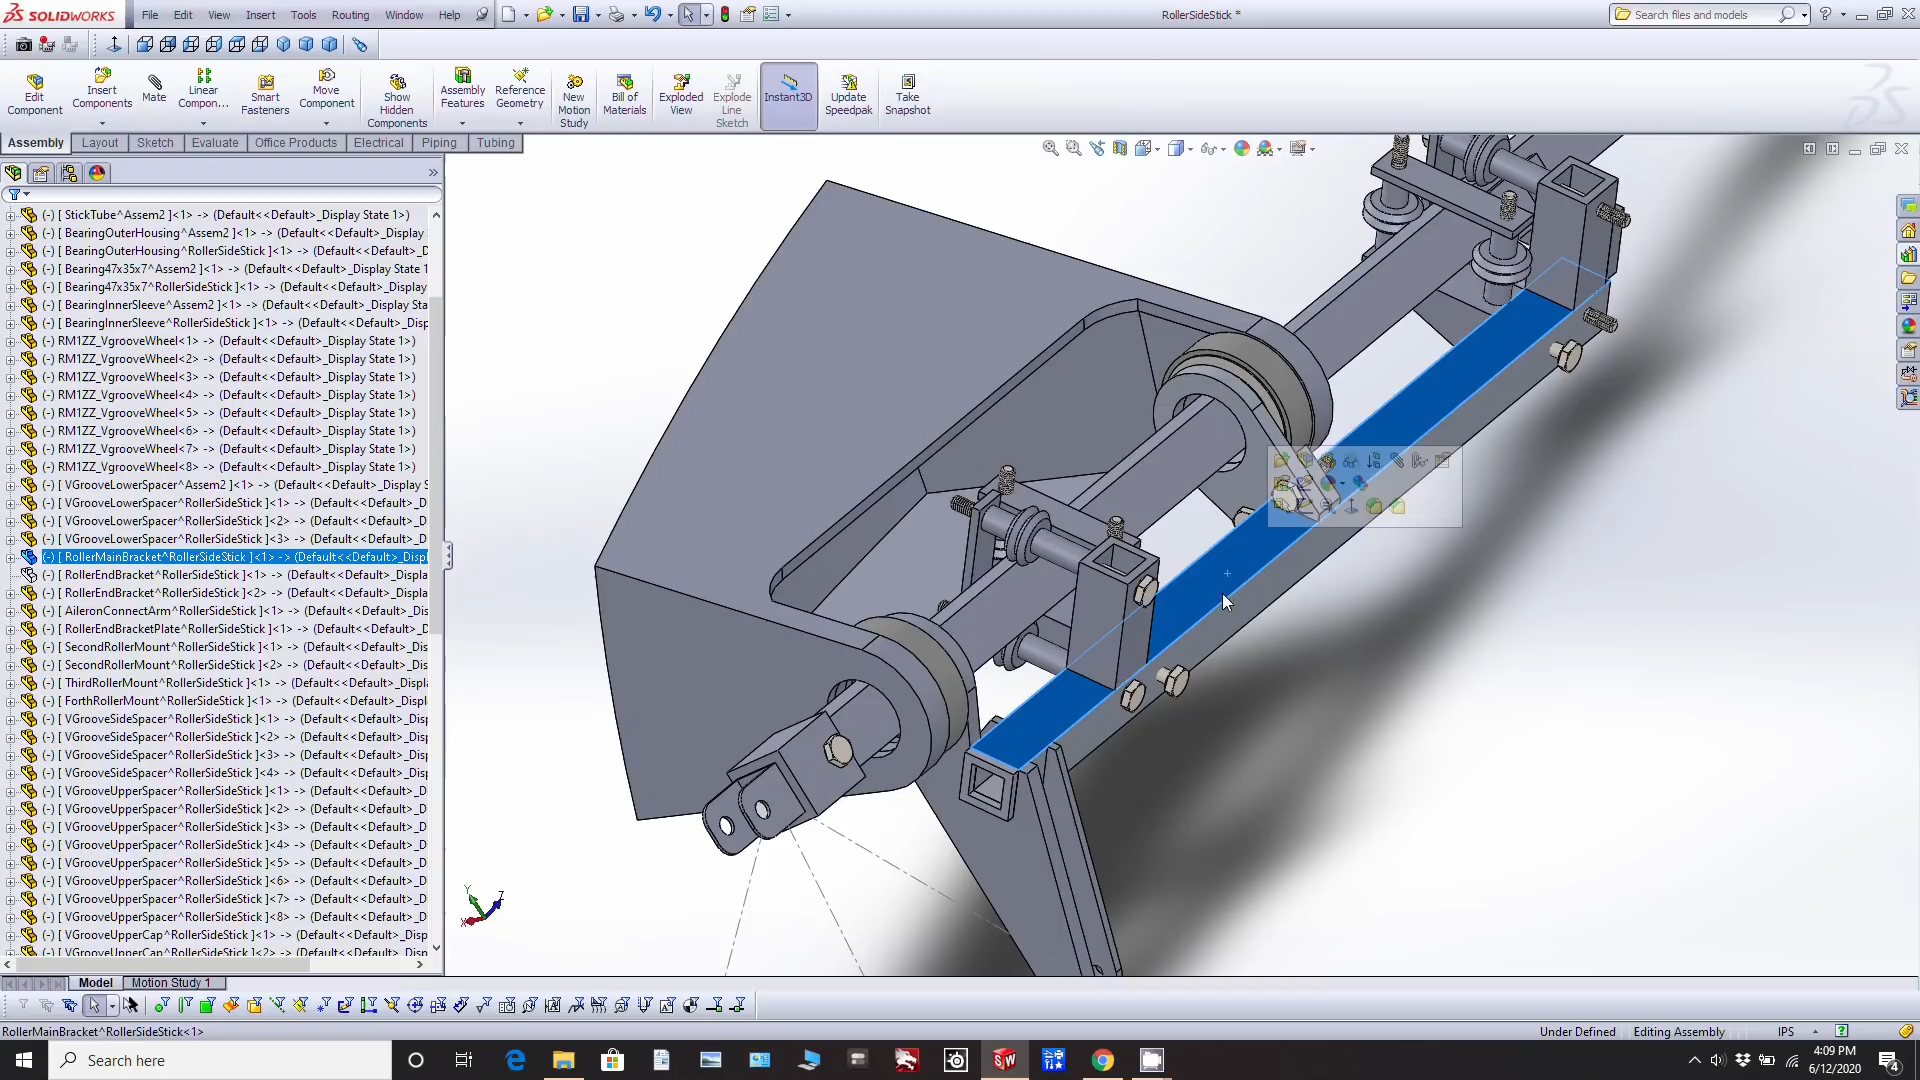 SOLIDWORKS File Edit View Insert Tools Routing Window Help RollerSideStick * Search files and models
Edit Component
Insert Components
Mate
Linear Compon...
Smart Fasteners
Move Component
Show Hidden Components
Assembly Features
Reference Geometry
New Motion Study
Bill of Materials
Exploded View
Explode Line Sketch
Instant3D
Update Speedpak
Take Snapshot
Assembly Layout Sketch Evaluate Office Products Electrical Piping Tubing
(-) [ StickTube^Assem2 ]<1> -> (Default<<Default>_Display State 1>)
(-) [ BearingOuterHousing^Assem2 ]<1> -> (Default<<Default>_Display
(-) [ BearingOuterHousing^RollerSideStick ]<1> -> (Default<<Default>_D
(-) [ Bearing47x35x7^Assem2 ]<1> -> (Default<<Default>_Display State 1
(-) [ Bearing47x35x7^RollerSideStick ]<1> -> (Default<<Default>_Displa
(-) [ BearingInnerSleeve^Assem2 ]<1> -> (Default<<Default>_Display Sta
(-) [ BearingInnerSleeve^RollerSideStick ]<1> -> (Default<<Default>_Disp
(-) RM1ZZ_VgrooveWheel<1> -> (Default<<Default>_Display State 1>)
(-) RM1ZZ_VgrooveWheel<2> -> (Default<<Default>_Display State 1>)
(-) RM1ZZ_VgrooveWheel<3> -> (Default<<Default>_Display State 1>)
(-) RM1ZZ_VgrooveWheel<4> -> (Default<<Default>_Display State 1>)
(-) RM1ZZ_VgrooveWheel<5> -> (Default<<Default>_Display State 1>)
(-) RM1ZZ_VgrooveWheel<6> -> (Default<<Default>_Display State 1>)
(-) RM1ZZ_VgrooveWheel<7> -> (Default<<Default>_Display State 1>)
(-) RM1ZZ_VgrooveWheel<8> -> (Default<<Default>_Display State 1>)
(-) [ VGrooveLowerSpacer^Assem2 ]<1> -> (Default<<Default>_Display S
(-) [ VGrooveLowerSpacer^RollerSideStick ]<1> -> (Default<<Default>_D
(-) [ VGrooveLowerSpacer^RollerSideStick ]<2> -> (Default<<Default>_D
(-) [ VGrooveLowerSpacer^RollerSideStick ]<3> -> (Default<<Default>_D
(-) [ RollerMainBracket^RollerSideStick ]<1> -> (Default<<Default>_Displ
(-) [ RollerEndBracket^RollerSideStick ]<1> -> (Default<<Default>_Displa
(-) [ RollerEndBracket^RollerSideStick ]<2> -> (Default<<Default>_Displa
(-) [ AileronConnectArm^RollerSideStick ]<1> -> (Default<<Default>_Dis
(-) [ RollerEndBracketPlate^RollerSideStick ]<1> -> (Default<<Default>_D
(-) [ SecondRollerMount^RollerSideStick ]<1> -> (Default<<Default>_Dis
(-) [ SecondRollerMount^RollerSideStick ]<2> -> (Default<<Default>_Dis
(-) [ ThirdRollerMount^RollerSideStick ]<1> -> (Default<<Default>_Displa
(-) [ ForthRollerMount^RollerSideStick ]<1> -> (Default<<Default>_Displ
(-) [ VGrooveSideSpacer^RollerSideStick ]<1> -> (Default<<Default>_Dis
(-) [ VGrooveSideSpacer^RollerSideStick ]<2> -> (Default<<Default>_Dis
(-) [ VGrooveSideSpacer^RollerSideStick ]<3> -> (Default<<Default>_Dis
(-) [ VGrooveSideSpacer^RollerSideStick ]<4> -> (Default<<Default>_Dis
(-) [ VGrooveUpperSpacer^RollerSideStick ]<1> -> (Default<<Default>_D
(-) [ VGrooveUpperSpacer^RollerSideStick ]<2> -> (Default<<Default>_D
(-) [ VGrooveUpperSpacer^RollerSideStick ]<3> -> (Default<<Default>_D
(-) [ VGrooveUpperSpacer^RollerSideStick ]<4> -> (Default<<Default>_D
(-) [ VGrooveUpperSpacer^RollerSideStick ]<5> -> (Default<<Default>_D
(-) [ VGrooveUpperSpacer^RollerSideStick ]<6> -> (Default<<Default>_D
(-) [ VGrooveUpperSpacer^RollerSideStick ]<7> -> (Default<<Default>_D
(-) [ VGrooveUpperSpacer^RollerSideStick ]<8> -> (Default<<Default>_D
(-) [ VGrooveUpperCap^RollerSideStick ]<1> -> (Default<<Default>_Disp
(-) [ VGrooveUpperCap^RollerSideStick ]<2> -> (Default<<Default>_Disp
Y Z X
Model Motion Study 1
RollerMainBracket^RollerSideStick<1> Under Defined Editing Assembly IPS
Search here
4:09 PM
6/12/2020
4